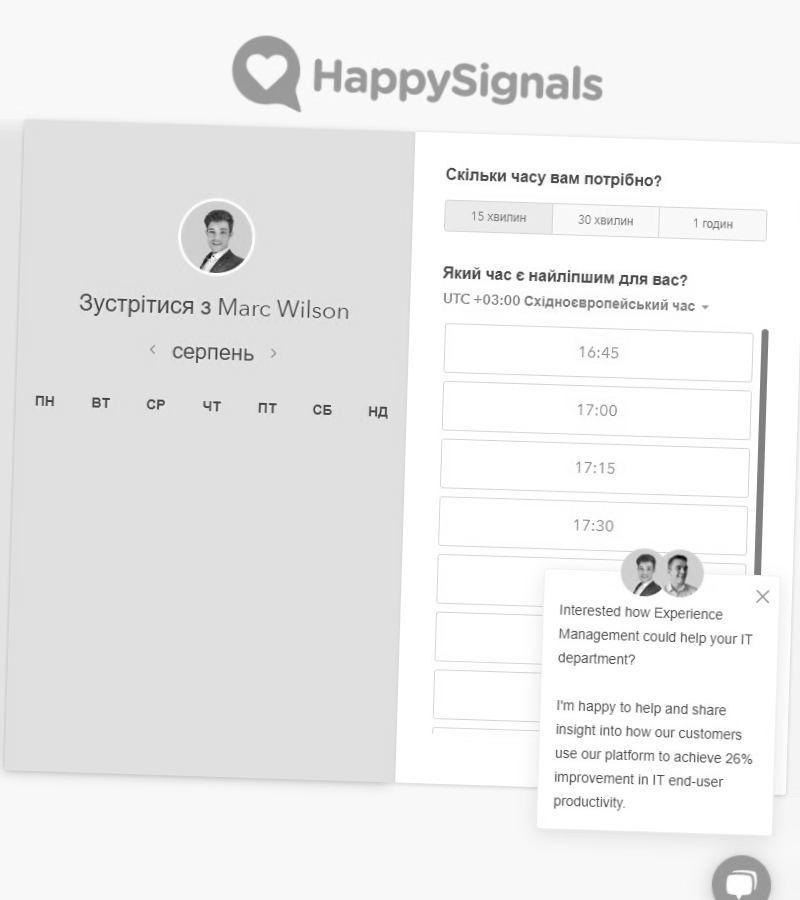 HappySignals
Зустрітися з Marc Wilson
серпень
ПН ВТ СР ЧТ ПТ СБ НД
Скільки часу вам потрібно?
15 хвилин 30 хвилин 1 годин
Який час є найліпшим для вас?
UTC +03:00 Східноєвропейський час
16:45
17:00
17:15
17:30
Interested how Experience
Management could help your IT
department?
I'm happy to help and share
insight into how our customers
use our platform to achieve 26%
improvement in IT end-user
productivity.